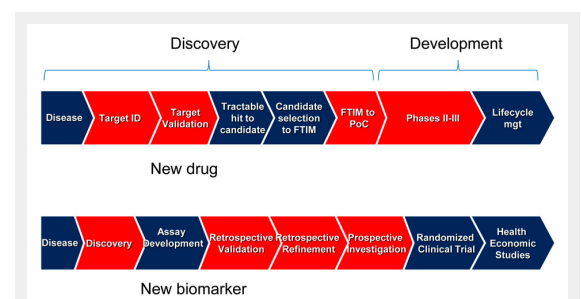 Discovery
Development
Disease
Target ID
Target
Validation
Tractable
hit to
candidate
Candidate
selection
to FTIM
FTIM to
PoC
Phases II-III
Lifecycle
mgt
New drug
Disease
Discovery
Assay
Development
Retrospective
Validation
Retrospective
Refinement
Prospective
Investigation
Randomized
Clinical Trial
Health
Economic
Studies
New biomarker